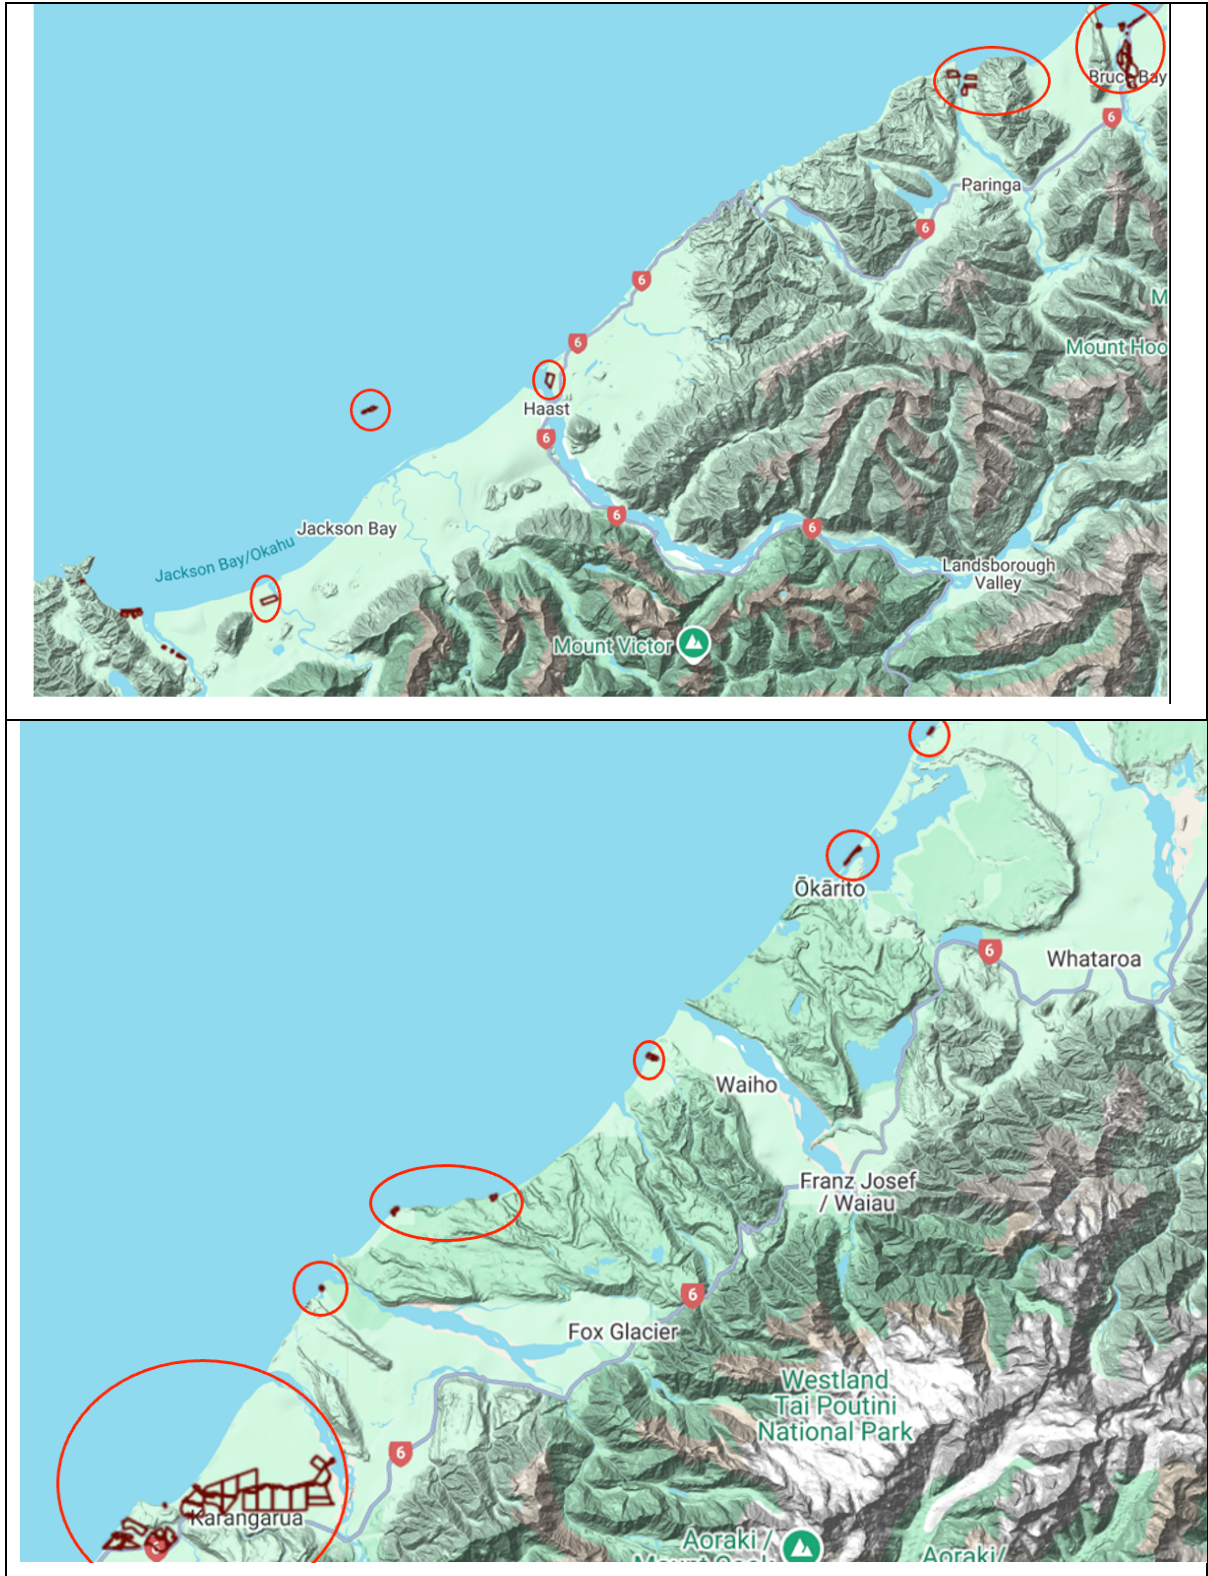 Bruce Bay
6
Paringa
6
M
6
Mount Hoo
6
Haast
6
6
Jackson Bay
6
Jackson Bay/Okahu
Landsborough
Valley
Mount Victor
Ōkārito
6
Whataroa
Waiho
Franz Josef
/ Waiau
6
Fox Glacier
Westland
Tai Poutini
National Park
6
Karangarua
Aoraki /
Mount Cook
Aoraki/